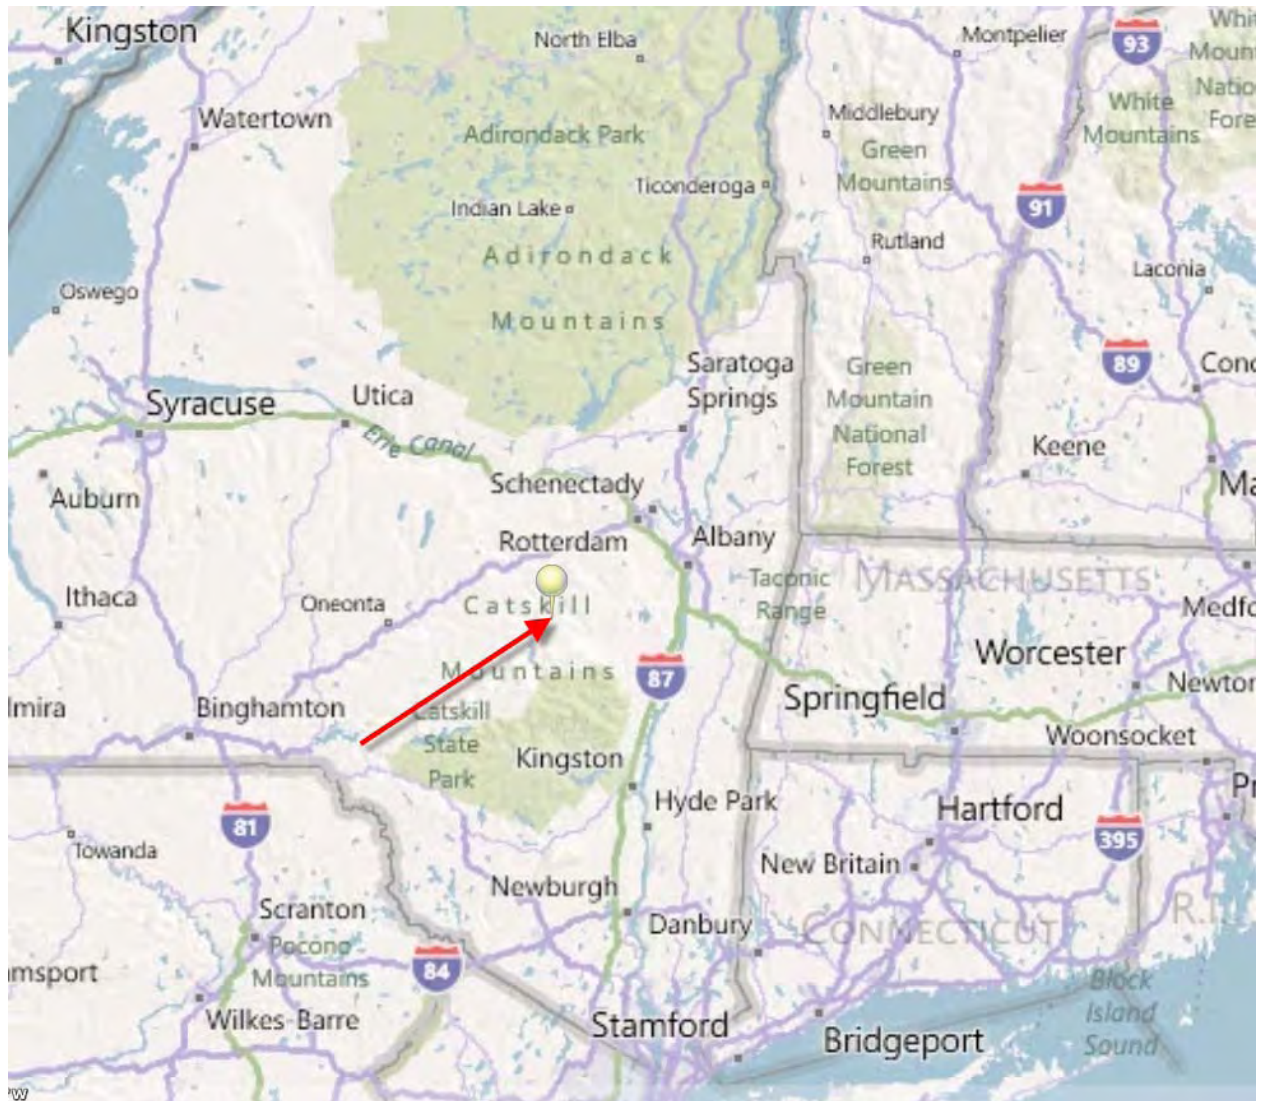 Kingston
North Elba
Montpelier
93
Watertown
Adirondack Park
Middlebury
Green
Mountains
White
Mountains
Ticonderoga
Indian Lake
91
Adirondack
Mountains
Rutland
Laconia
Oswego
Saratoga
Springs
Green
Mountain
National
Forest
89
Syracuse
Utica
Erie Canal
Keene
Auburn
Schenectady
Rotterdam
Albany
MASSACHUSETTS
Taconic
Range
Ithaca
Oneonta
Catskill
Mountains
87
Worcester
Springfield
Binghamton
Catskill
State
Park
Kingston
Woonsocket
Hyde Park
Hartford
81
395
Towanda
New Britain
Newburgh
Scranton
Danbury
CONNECTICUT
R.I.
Pocono
Mountains
84
Block
Island
Sound
Wilkes-Barre
Stamford
Bridgeport